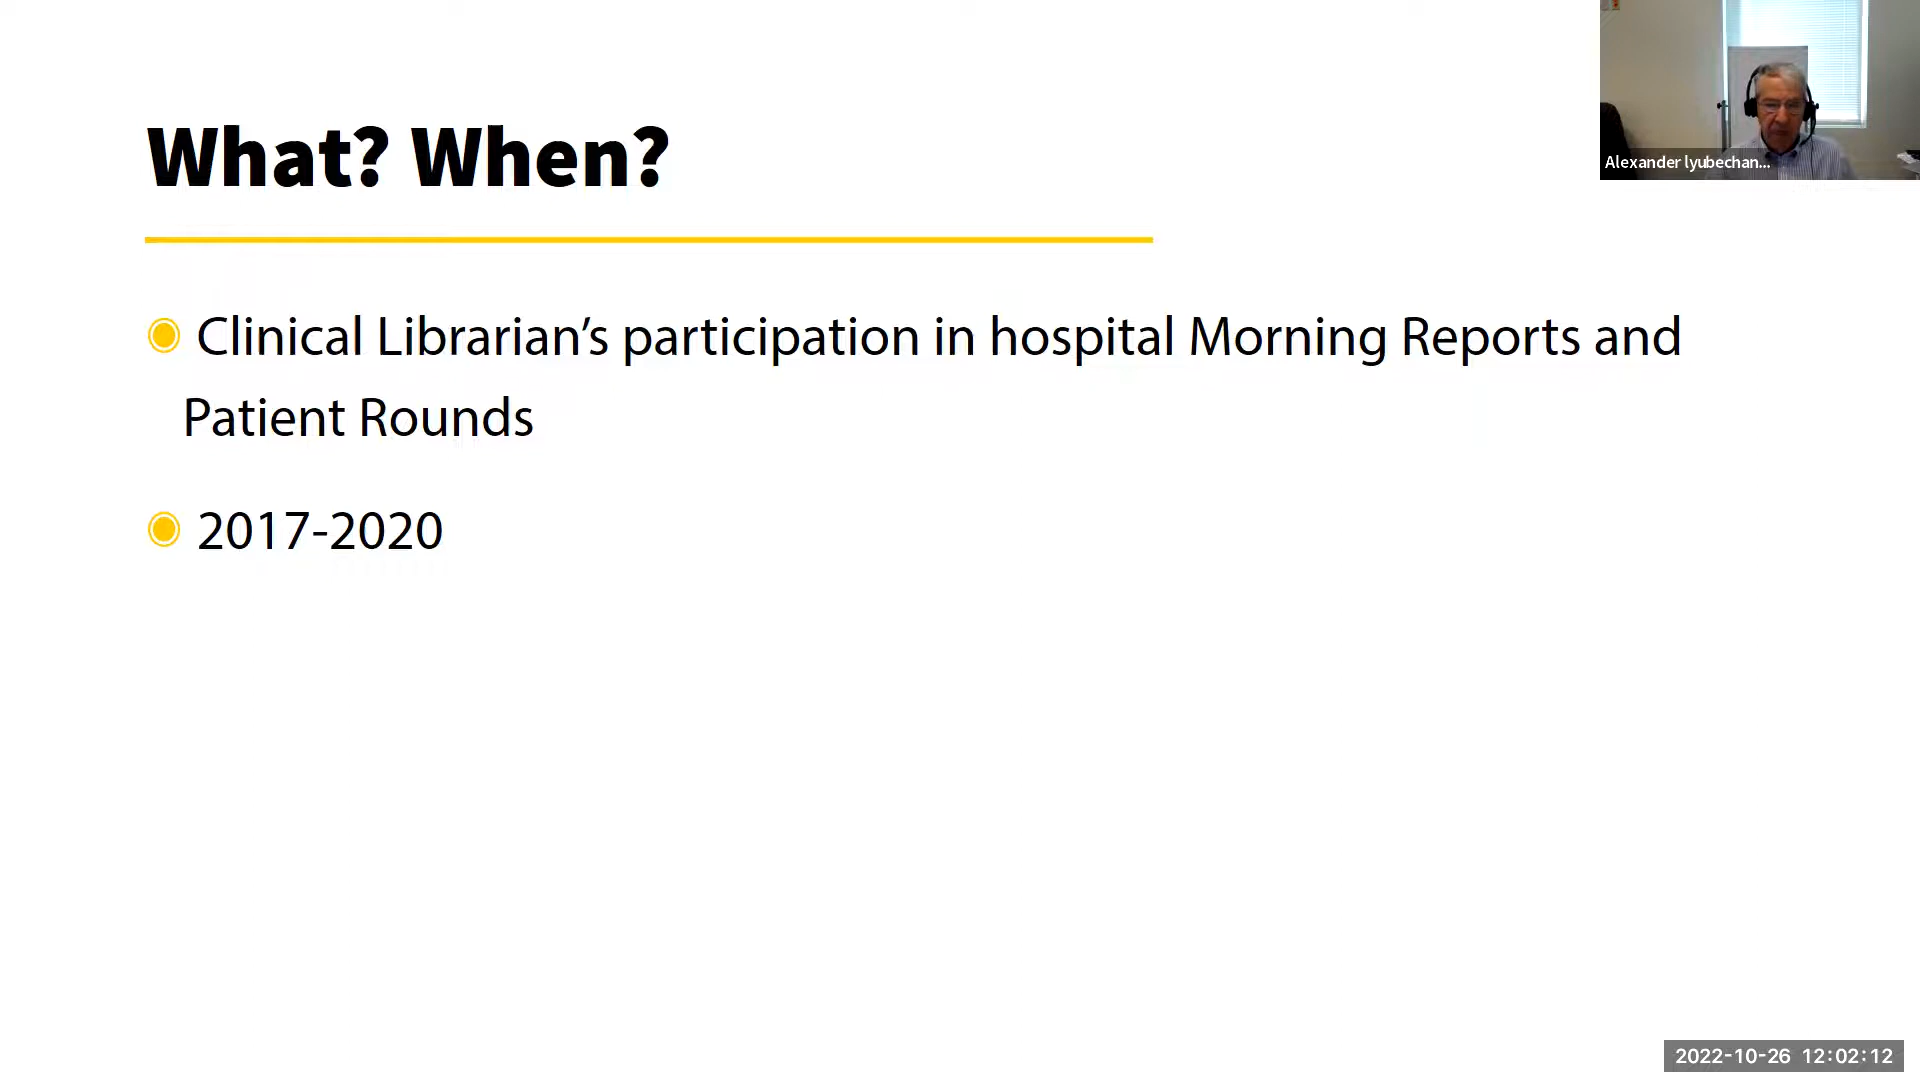 What? When?
Alexander lyubechan...
Clinical Librarian’s participation in hospital Morning Reports and
Patient Rounds
2017-2020
2022-10-26 12:02:12